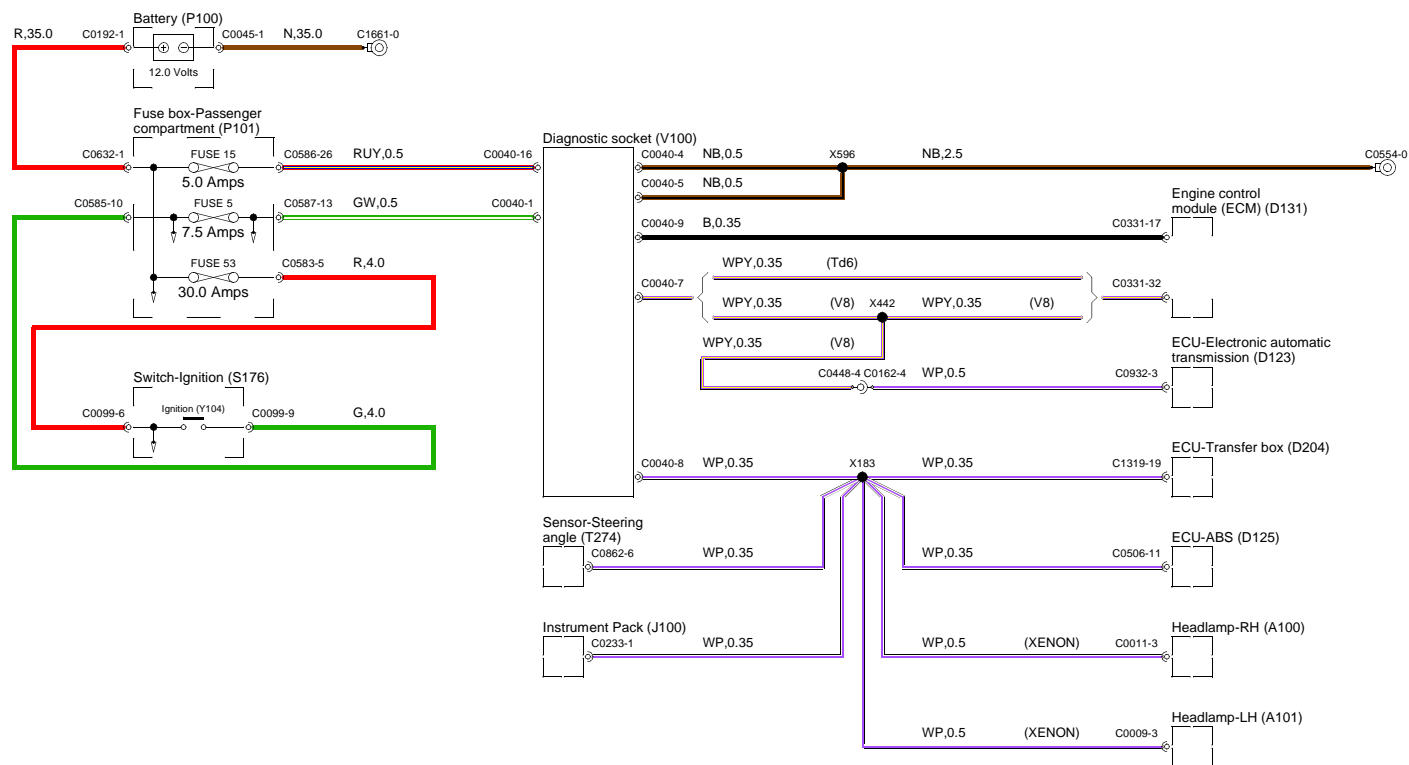 Battery (P100)
R,35.0
C0192-1
C0045-1
N,35.0
C1661-0
12.0 Volts
Fuse box-Passenger
compartment (P101)
C0632-1
FUSE 15
5.0 Amps
C0586-26
RUY,0.5
C0040-16
C0585-10
FUSE 5
7.5 Amps
C0587-13
GW,0.5
C0040-1
FUSE 53
30.0 Amps
C0583-5
R,4.0
Switch-Ignition (S176)
C0099-6
Ignition (Y104)
C0099-9
G,4.0
Diagnostic socket (V100)
C0040-4
NB,0.5
X596
NB,2.5
C0554-0
C0040-5
NB,0.5
Engine control
module (ECM) (D131)
C0040-9
B,0.35
C0331-17
WPY,0.35
(Td6)
C0040-7
C0331-32
WPY,0.35
(V8)
X442
WPY,0.35
(V8)
WPY,0.35
(V8)
ECU-Electronic automatic
transmission (D123)
C0448-4
C0162-4
WP,0.5
C0932-3
ECU-Transfer box (D204)
C0040-8
WP,0.35
X183
WP,0.35
C1319-19
Sensor-Steering
angle (T274)
C0862-6
WP,0.35
ECU-ABS (D125)
WP,0.35
C0506-11
Instrument Pack (J100)
C0233-1
WP,0.35
Headlamp-RH (A100)
WP,0.5
(XENON)
C0011-3
Headlamp-LH (A101)
WP,0.5
(XENON)
C0009-3